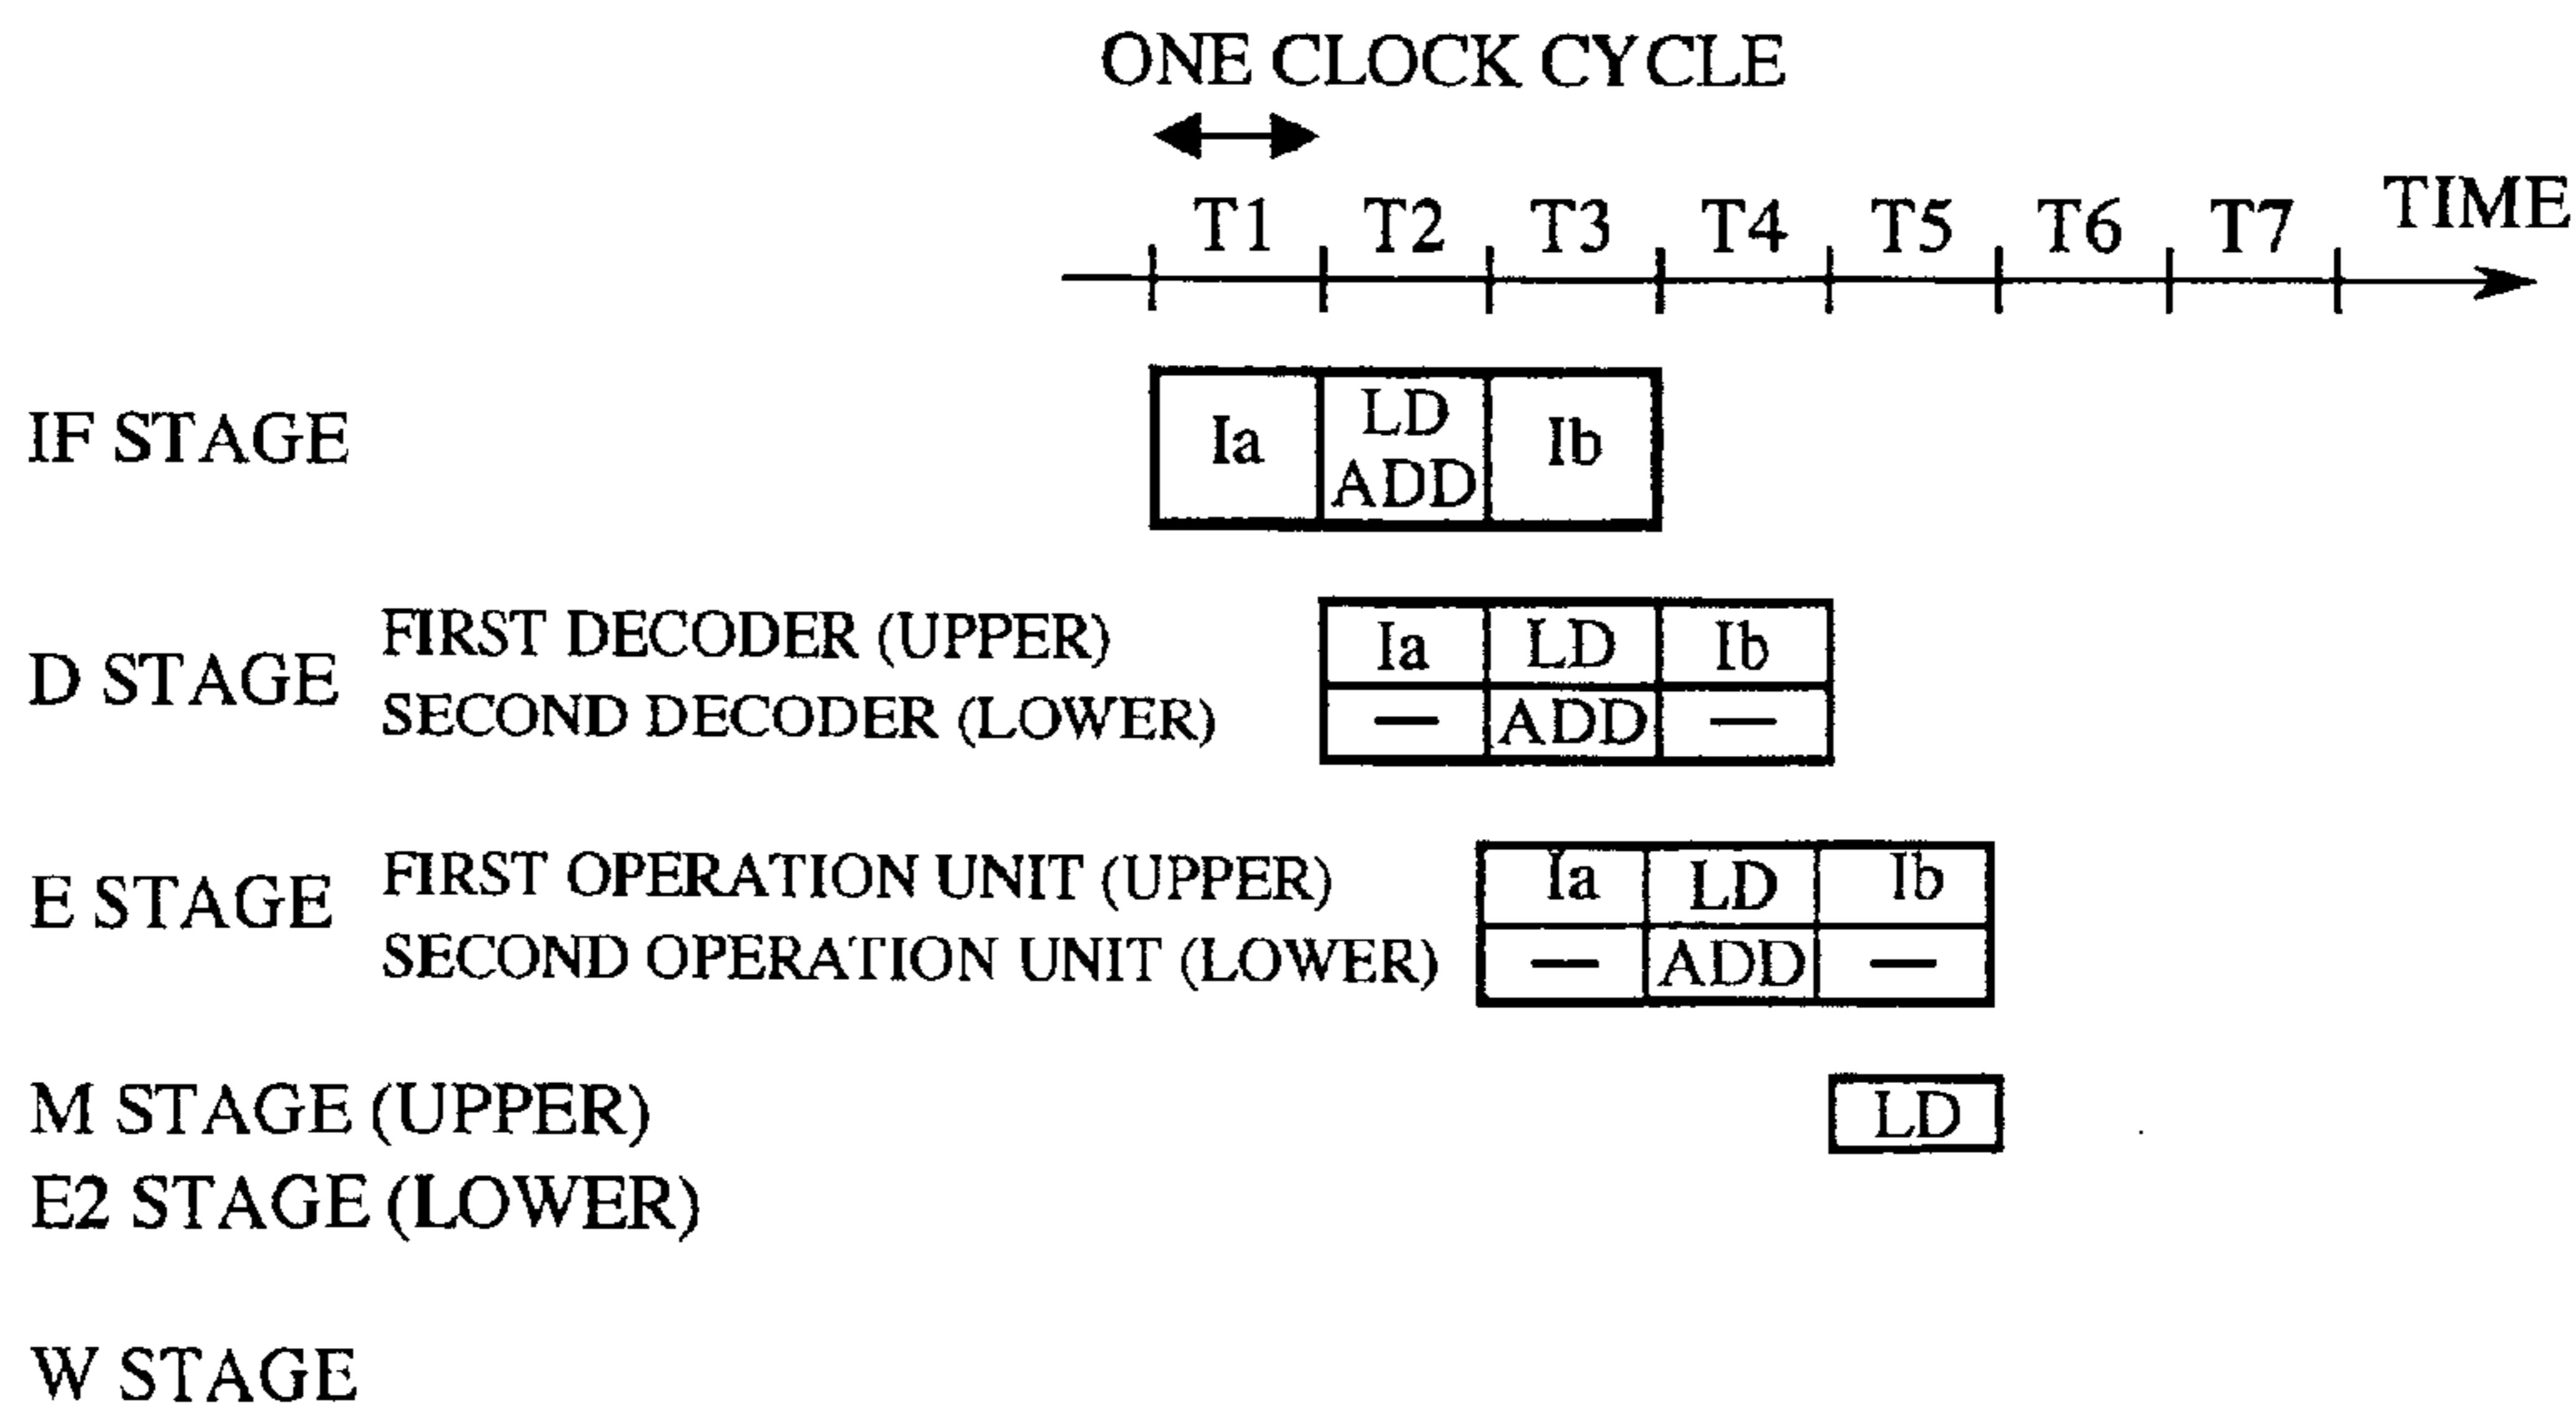 ONE CLOCK CYCLE
T1 T2 T3 T4 T5 T6 T7 TIME
IF STAGE
Ia LD ADD Ib
D STAGE
FIRST DECODER (UPPER) Ia LD Ib
SECOND DECODER (LOWER) — ADD —
E STAGE
FIRST OPERATION UNIT (UPPER) Ia LD Ib
SECOND OPERATION UNIT (LOWER) — ADD —
M STAGE (UPPER) LD
E2 STAGE (LOWER)
W STAGE